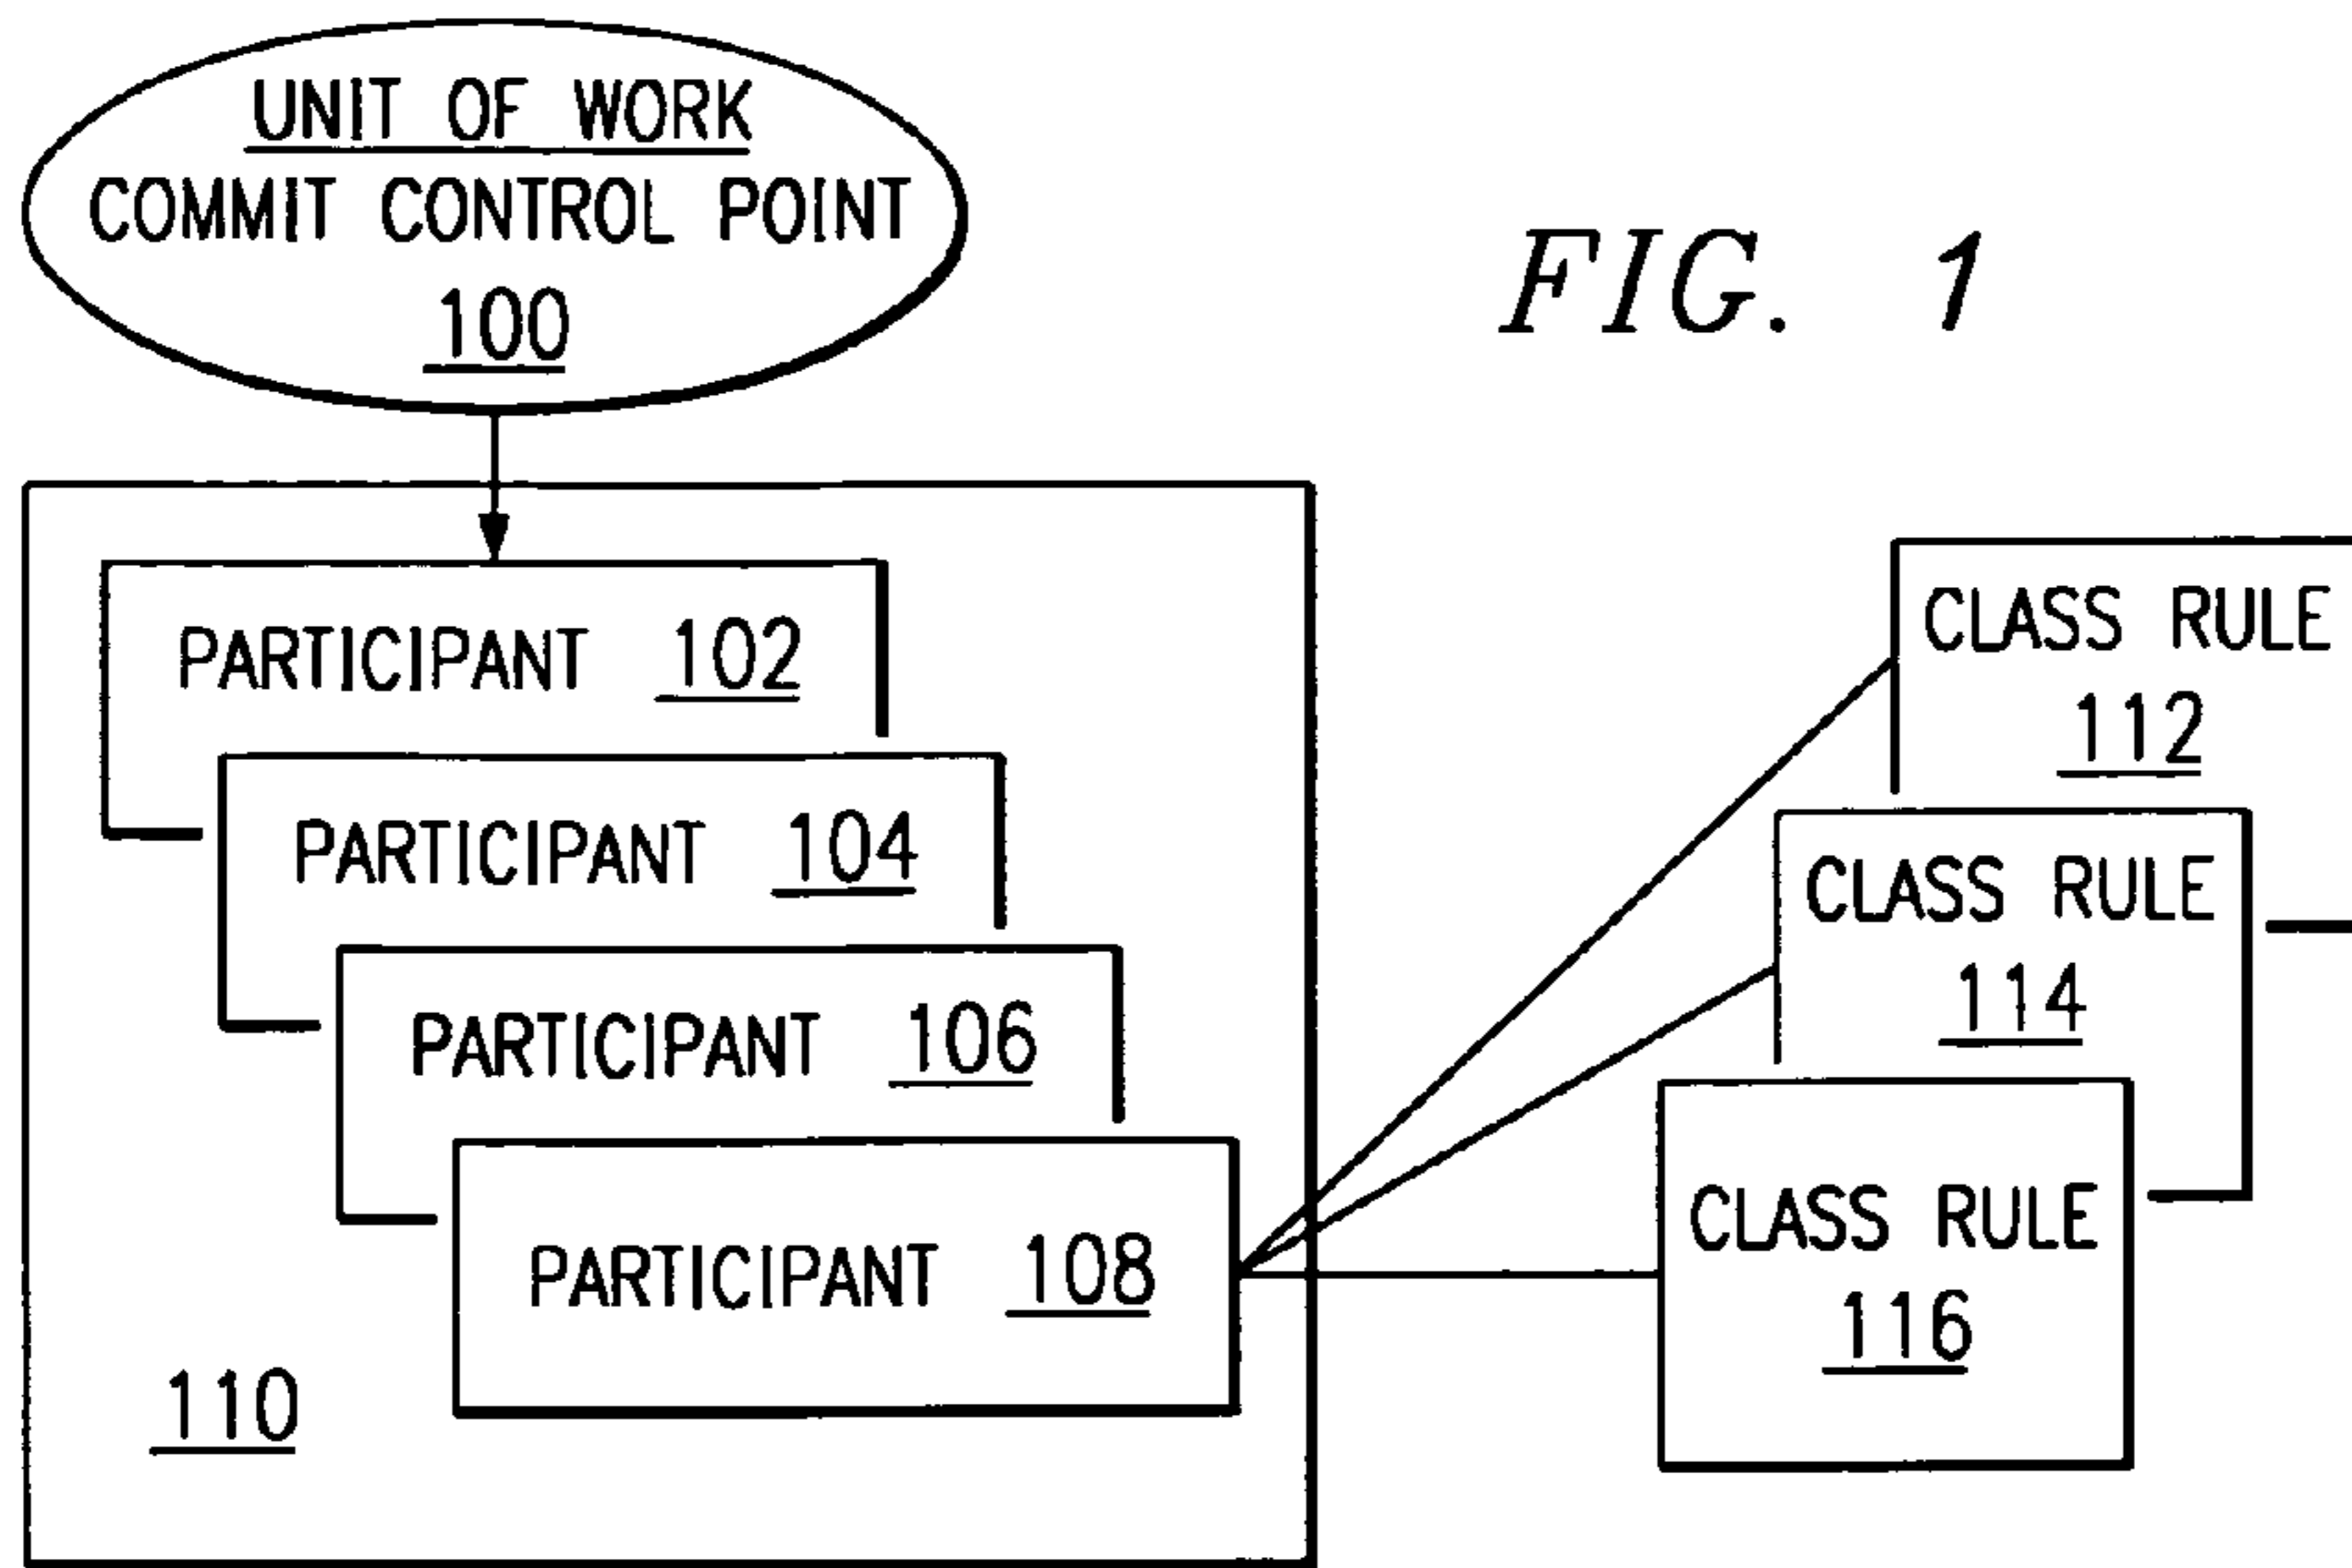 UNIT OF WORK
COMMIT CONTROL POINT
100
FIG. 1
PARTICIPANT 102
PARTICIPANT 104
PARTICIPANT 106
PARTICIPANT 108
110
CLASS RULE
112
CLASS RULE
114
CLASS RULE
116